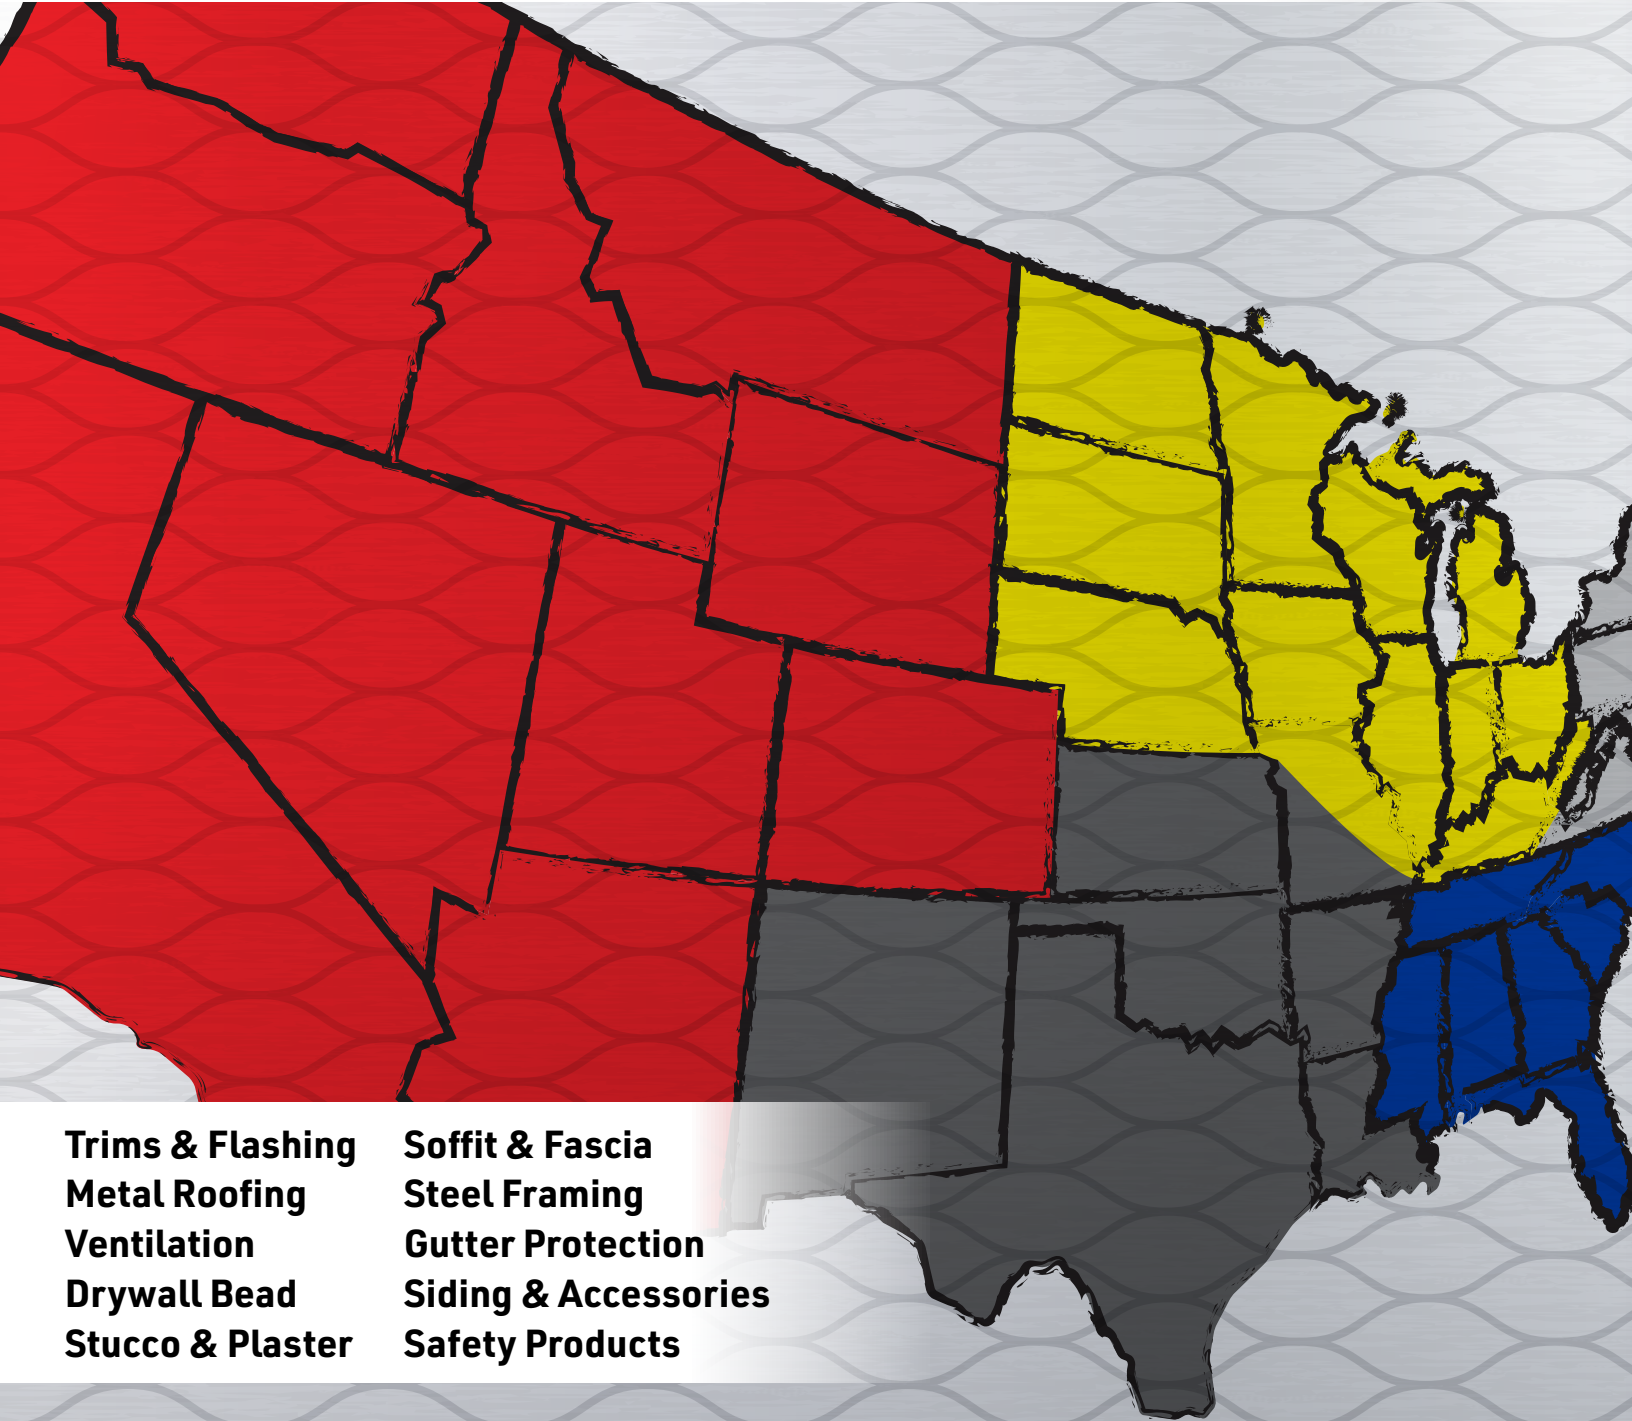 Trims & Flashing
Metal Roofing
Ventilation
Drywall Bead
Stucco & Plaster
Soffit & Fascia
Steel Framing
Gutter Protection
Siding & Accessories
Safety Products